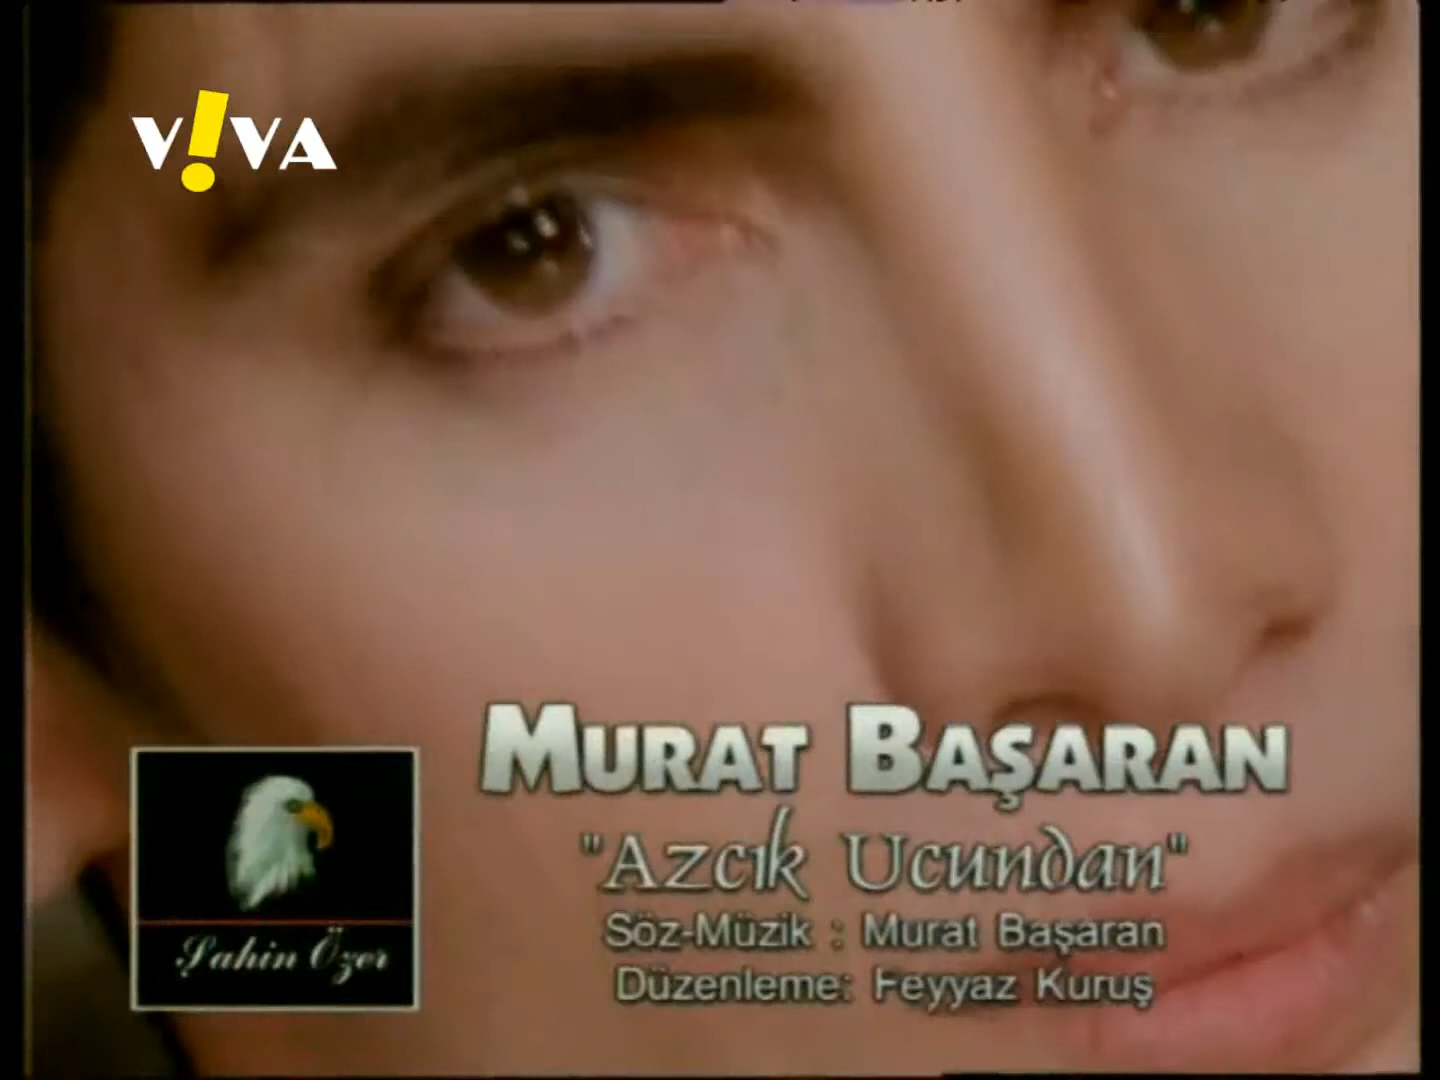 V!VA
MURAT BAŞARAN
"Azcık Ucundan"
Söz-Müzik : Murat Başaran
Düzenleme: Feyyaz Kuruş
Şahin Özer